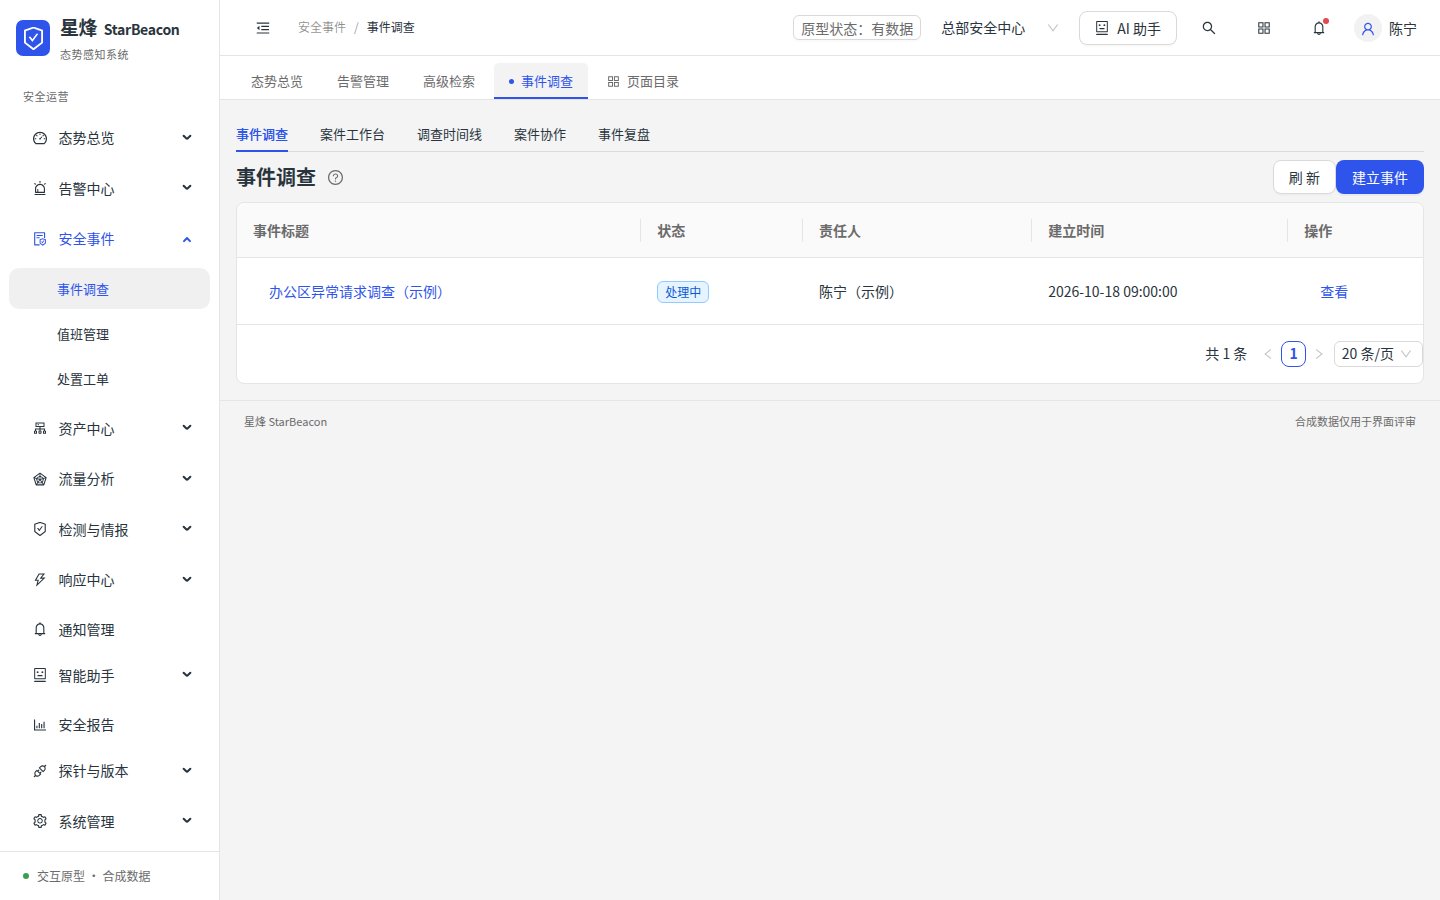 星烽 StarBeacon
态势感知系统
安全运营
态势总览
告警中心
安全事件
事件调查
值班管理
处置工单
资产中心
流量分析
检测与情报
响应中心
通知管理
智能助手
安全报告
探针与版本
系统管理
交互原型 · 合成数据
安全事件 / 事件调查
原型状态：有数据
总部安全中心
AI 助手
陈宁
态势总览 告警管理 高级检索 事件调查 页面目录
事件调查 案件工作台 调查时间线 案件协作 事件复盘
事件调查
刷 新 建立事件
事件标题 状态 责任人 建立时间 操作
办公区异常请求调查（示例） 处理中 陈宁（示例） 2026-10-18 09:00:00 查看
共 1 条 1 20 条/页
星烽 StarBeacon
合成数据仅用于界面评审